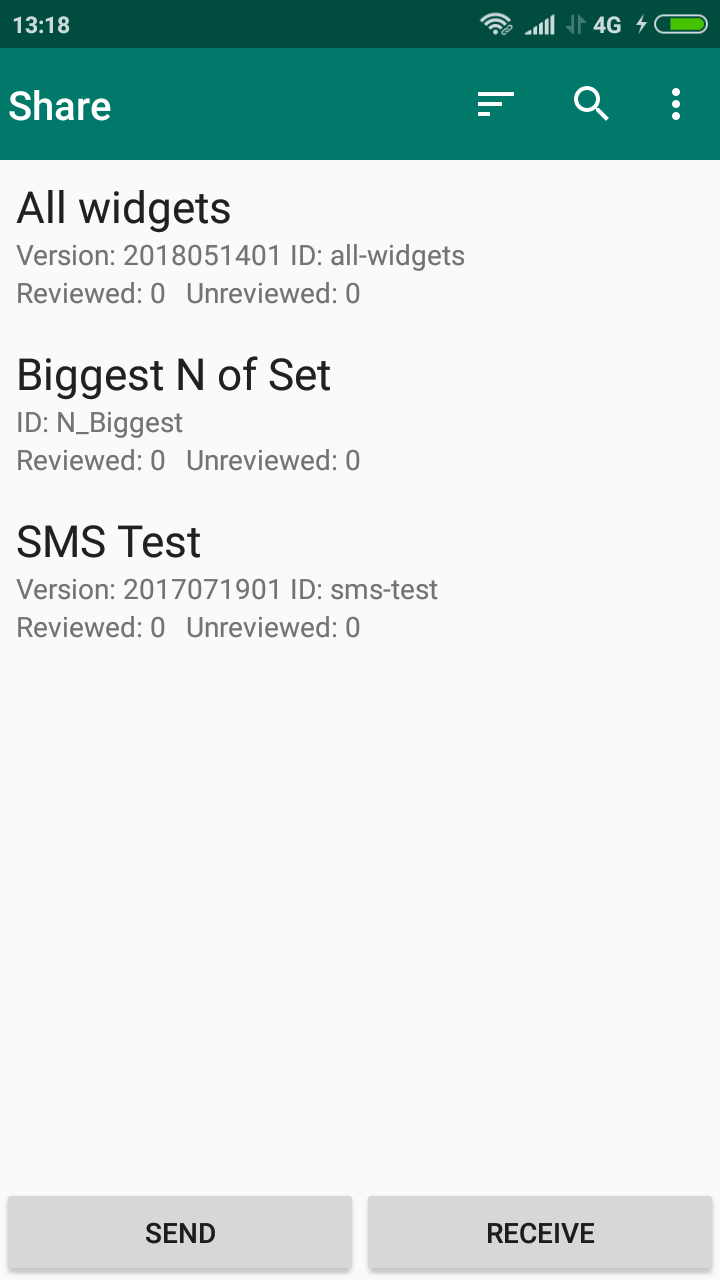 13:18 4G
Share
All widgets
Version: 2018051401 ID: all-widgets
Reviewed: 0 Unreviewed: 0
Biggest N of Set
ID: N_Biggest
Reviewed: 0 Unreviewed: 0
SMS Test
Version: 2017071901 ID: sms-test
Reviewed: 0 Unreviewed: 0
SEND RECEIVE